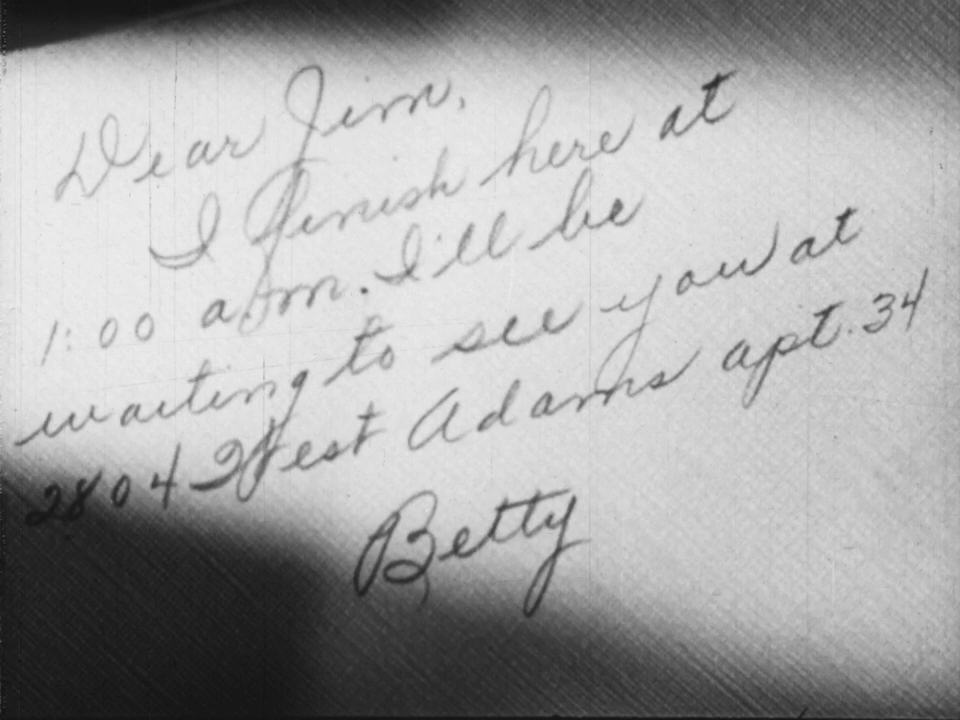 Dear Jim,
I finish here at
1:00 a.m. I'll be
waiting to see you at
2804 West Adams apt. 34
Betty